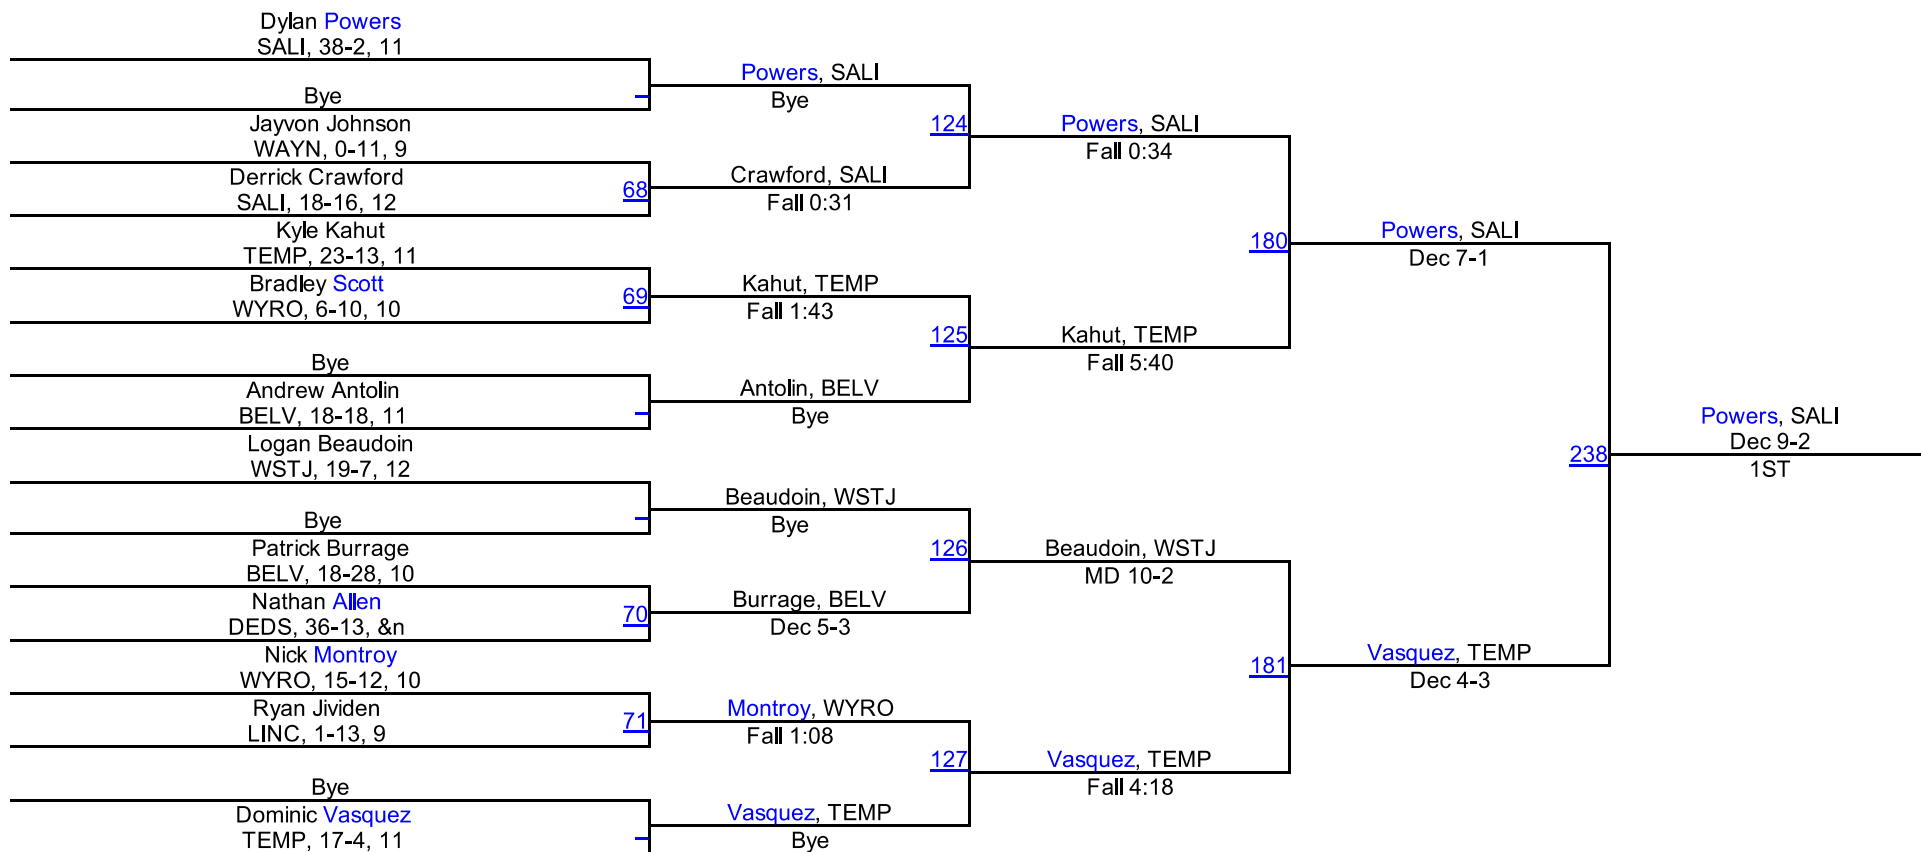 Dylan Powers
SALI, 38-2, 11
Bye
Jayvon Johnson
WAYN, 0-11, 9
Derrick Crawford
SALI, 18-16, 12
Kyle Kahut
TEMP, 23-13, 11
Bradley Scott
WYRO, 6-10, 10
Bye
Andrew Antolin
BELV, 18-18, 11
Logan Beaudoin
WSTJ, 19-7, 12
Bye
Patrick Burrage
BELV, 18-28, 10
Nathan Allen
DEDS, 36-13, &n
Nick Montroy
WYRO, 15-12, 10
Ryan Jividen
LINC, 1-13, 9
Bye
Dominic Vasquez
TEMP, 17-4, 11
68
69
70
71
Powers, SALI
Bye
Crawford, SALI
Fall 0:31
Kahut, TEMP
Fall 1:43
Antolin, BELV
Bye
Beaudoin, WSTJ
Bye
Burrage, BELV
Dec 5-3
Montroy, WYRO
Fall 1:08
Vasquez, TEMP
Bye
124
125
126
127
Powers, SALI
Fall 0:34
Kahut, TEMP
Fall 5:40
Beaudoin, WSTJ
MD 10-2
Vasquez, TEMP
Fall 4:18
180
181
Powers, SALI
Dec 7-1
Vasquez, TEMP
Dec 4-3
238
Powers, SALI
Dec 9-2
1ST